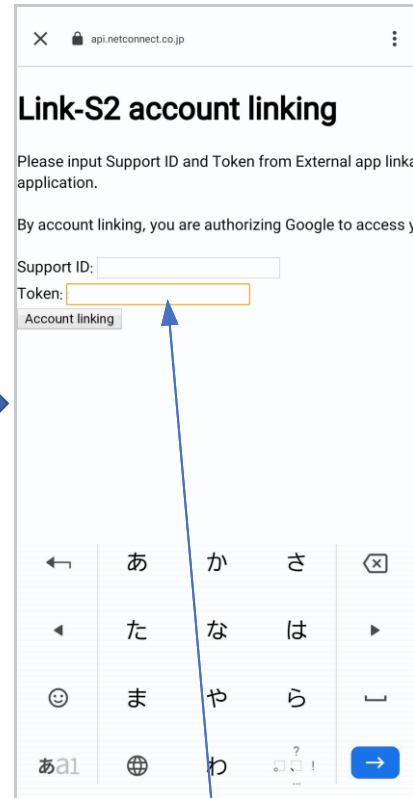 api.netconnect.co.jp
Link-S2 account linking
Please input Support ID and Token from External app linka
application.
By account linking, you are authorizing Google to access y
Support ID:
Token:
Account linking
あ か さ
た な は
ま や ら
あa1 わ 。、?!…